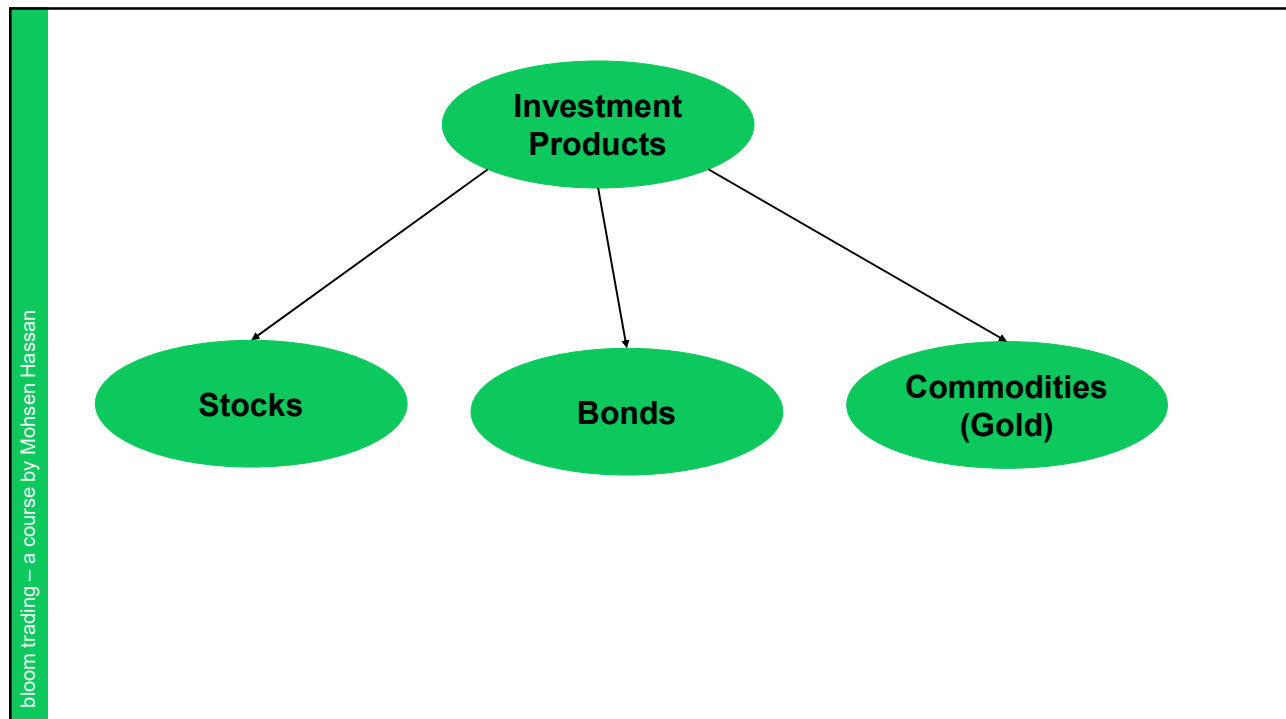 Investment
Products
Stocks
Bonds
Commodities
(Gold)
bloom trading – a course by Mohsen Hassan